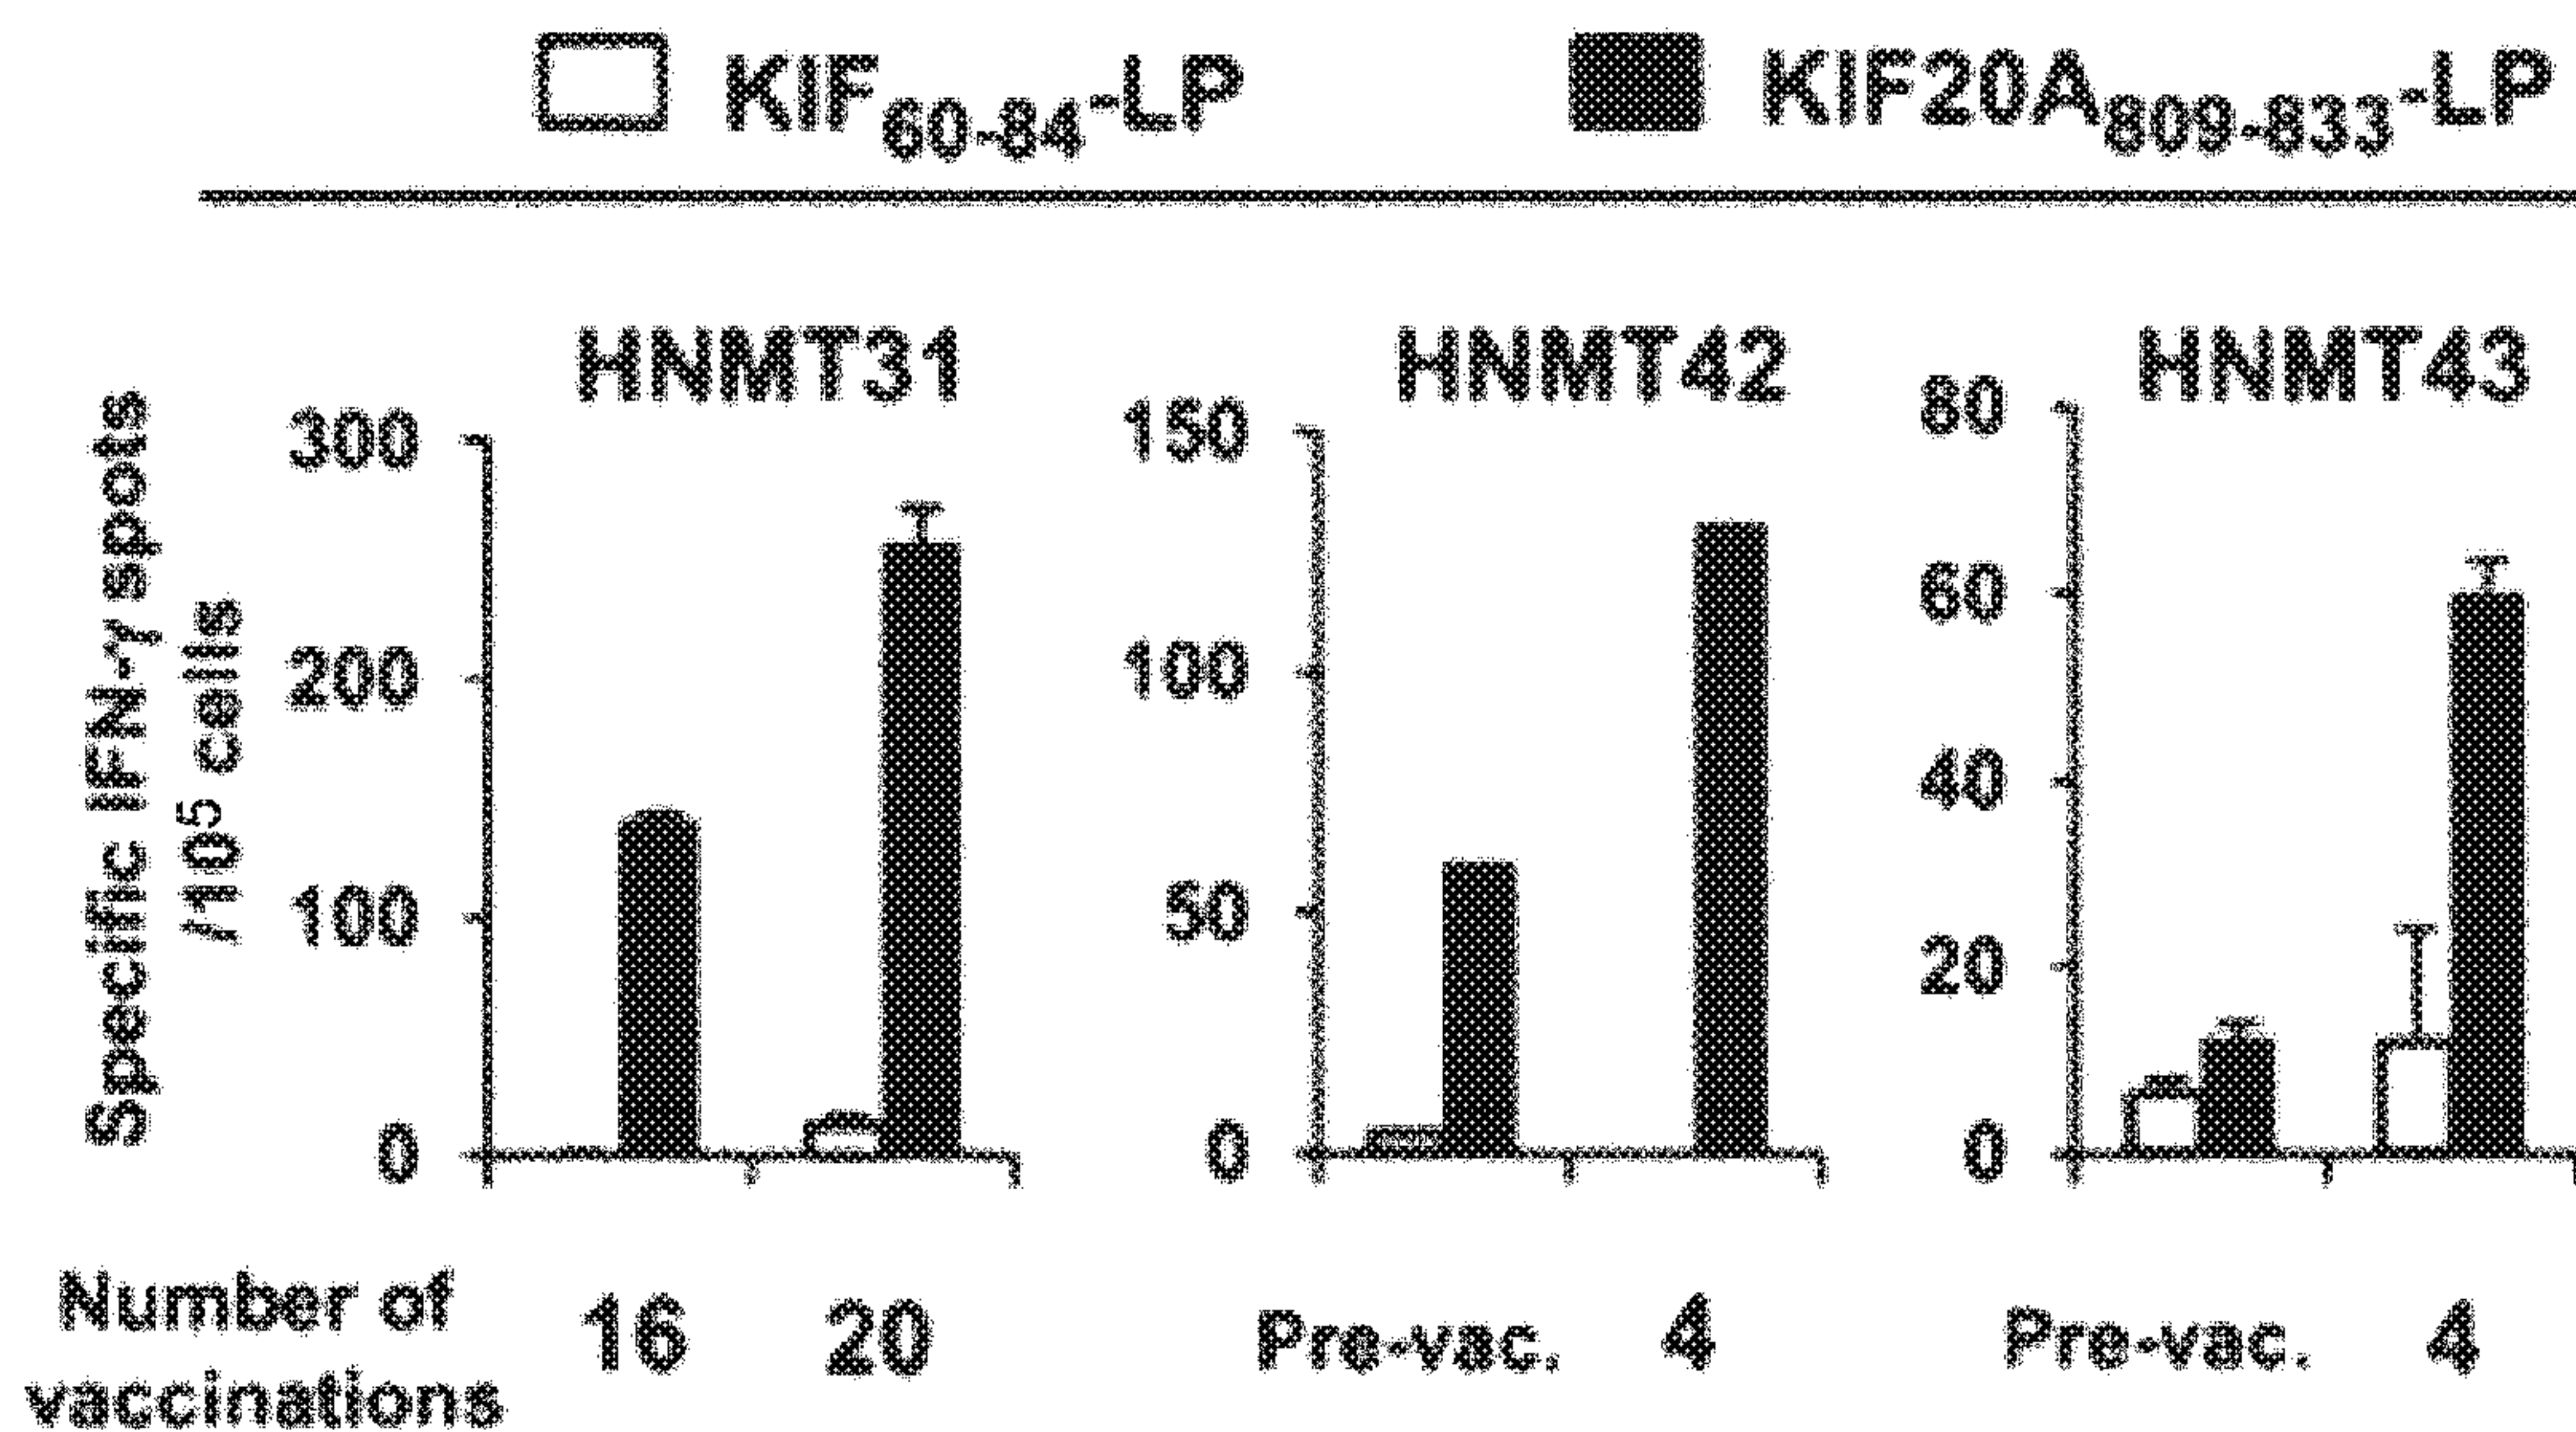 KIF60-84-LP KIF20A809-833-LP
HNMT31 HNMT42 HNMT43
Specific IFN-γ spots
/10⁵ cells
300
200
100
0
150
100
50
0
80
60
40
20
0
Number of
vaccinations
16 20 Pre-vac. 4 Pre-vac. 4